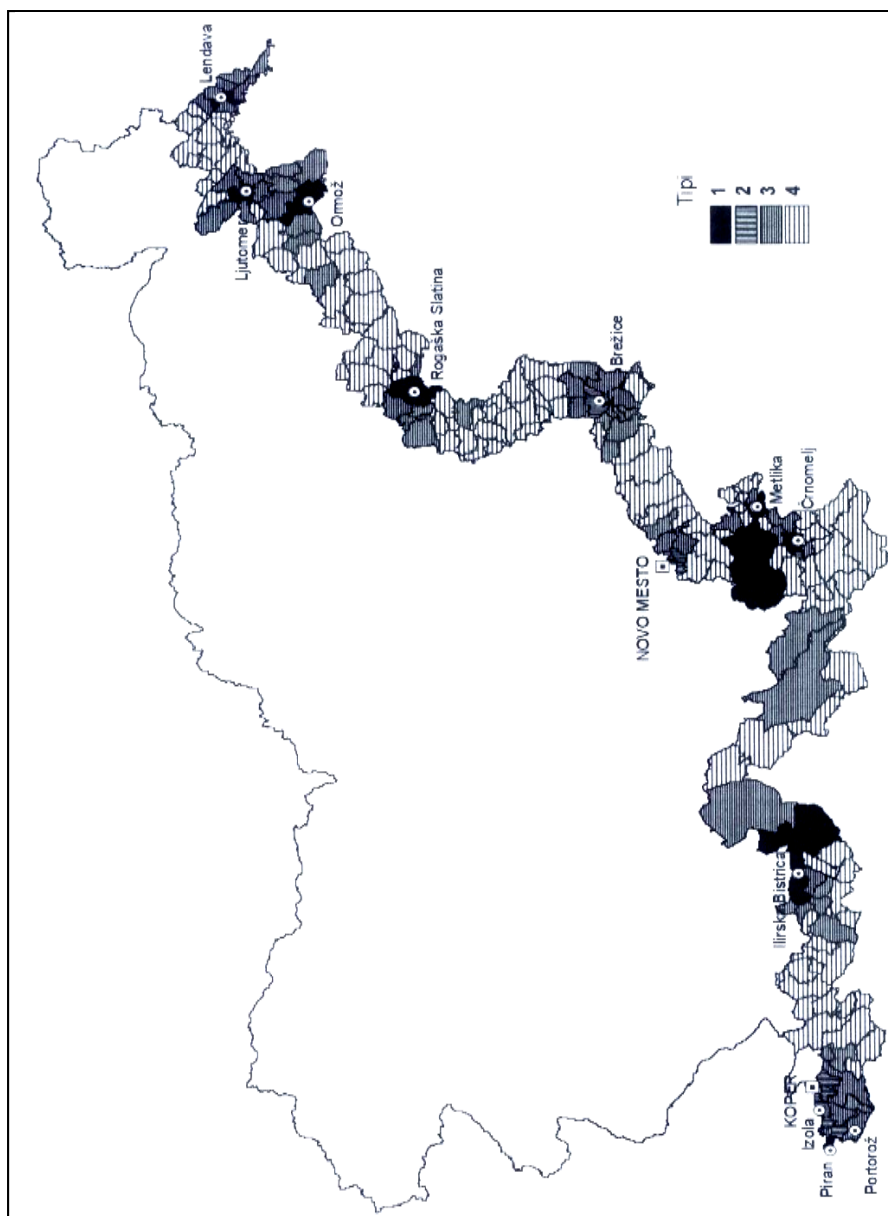 Lendava
Ljutomer
Ormož
Rogaška Slatina
Brežice
NOVO MESTO
Metlika
Črnomelj
Ilirska Bistrica
KOPER
Izola
Piran
Portorož
Tipi
1
2
3
4